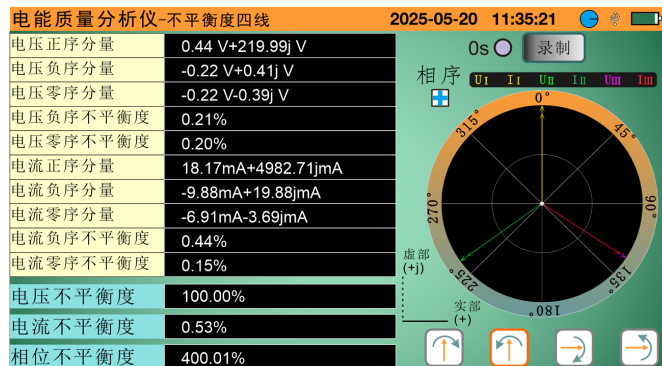 电能质量分析仪-不平衡度四线 2025-05-20 11:35:21
电压正序分量 0.44 V+219.99j V
电压负序分量 -0.22 V+0.41j V
电压零序分量 -0.22 V-0.39j V
电压负序不平衡度 0.21%
电压零序不平衡度 0.20%
电流正序分量 18.17mA+4982.71jmA
电流负序分量 -9.88mA+19.88jmA
电流零序分量 -6.91mA-3.69jmA
电流负序不平衡度 0.44%
电流零序不平衡度 0.15%
电压不平衡度 100.00%
电流不平衡度 0.53%
相位不平衡度 400.01%
0s 录制
相序 UI II UII III UIII IIII
0°
45°
90°
135°
180°
225°
270°
315°
虚部
(+j)
实部
(+)